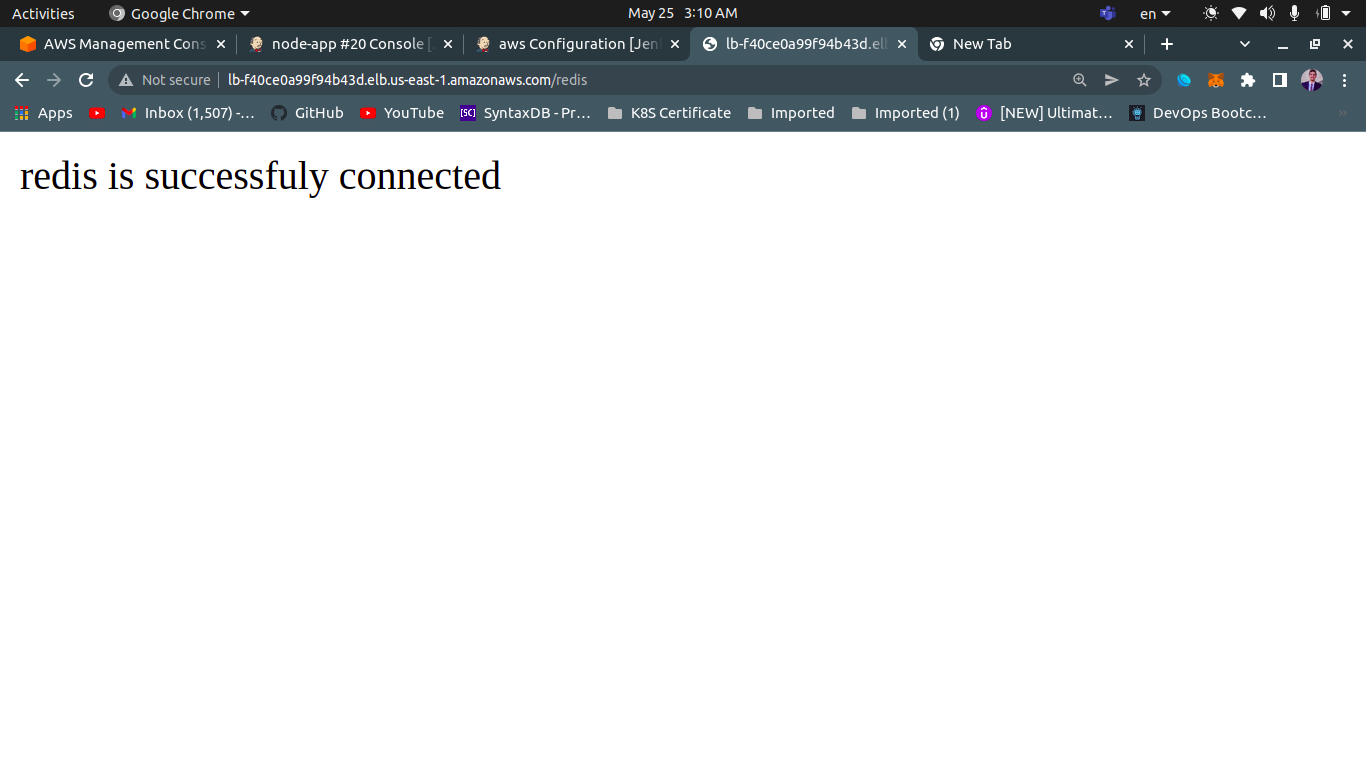 Activities Google Chrome May 25 3:10 AM en
AWS Management Cons node-app #20 Console [ aws Configuration [Jen lb-f40ce0a99f94b43d.el New Tab
Not secure lb-f40ce0a99f94b43d.elb.us-east-1.amazonaws.com/redis
Apps Inbox (1,507) -... GitHub YouTube [SC] SyntaxDB - Pr... K8S Certificate Imported Imported (1) [NEW] Ultimat... DevOps Bootc... »
redis is successfuly connected